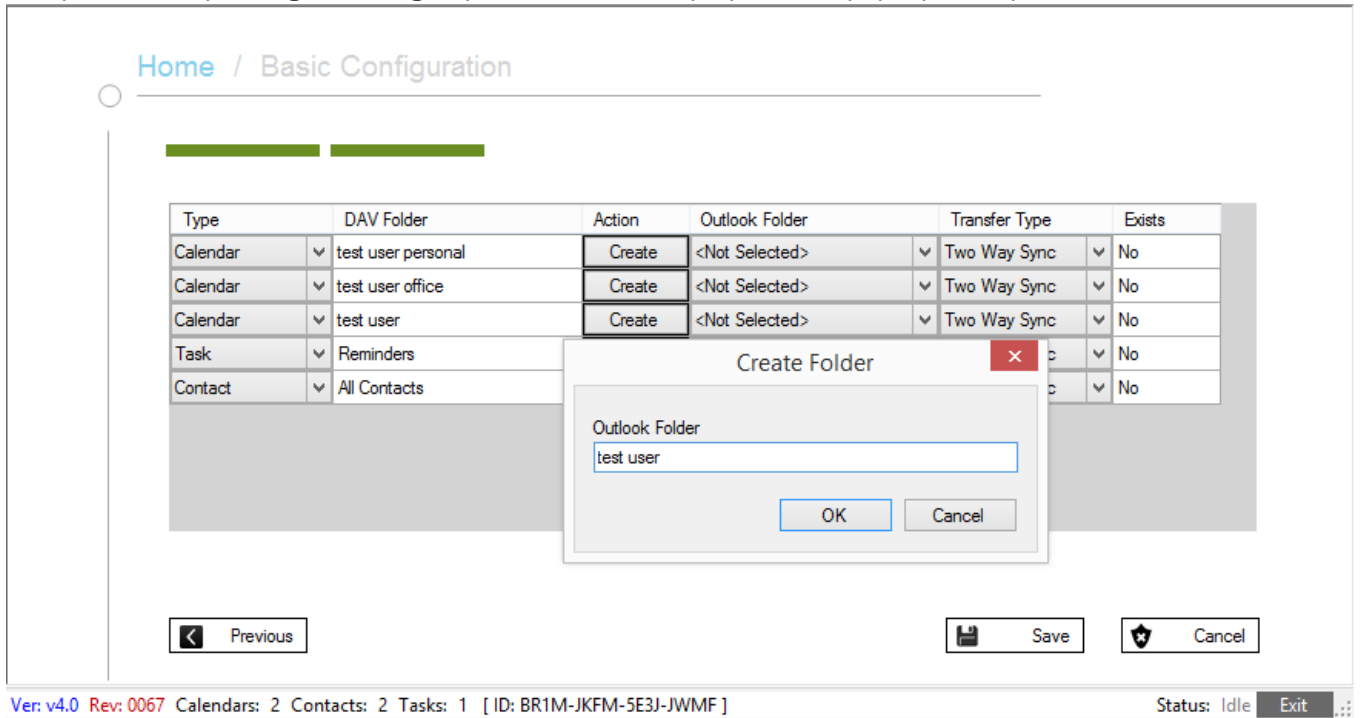 Home / Basic Configuration
Type DAV Folder Action Outlook Folder Transfer Type Exists
Calendar test user personal Create <Not Selected> Two Way Sync No
Calendar test user office Create <Not Selected> Two Way Sync No
Calendar test user Create <Not Selected> Two Way Sync No
Task Reminders No
Contact All Contacts No
Create Folder
Outlook Folder
test user
OK Cancel
Previous Save Cancel
Ver: v4.0 Rev: 0067 Calendars: 2 Contacts: 2 Tasks: 1 [ ID: BR1M-JKFM-5E3J-JWMF ] Status: Idle Exit